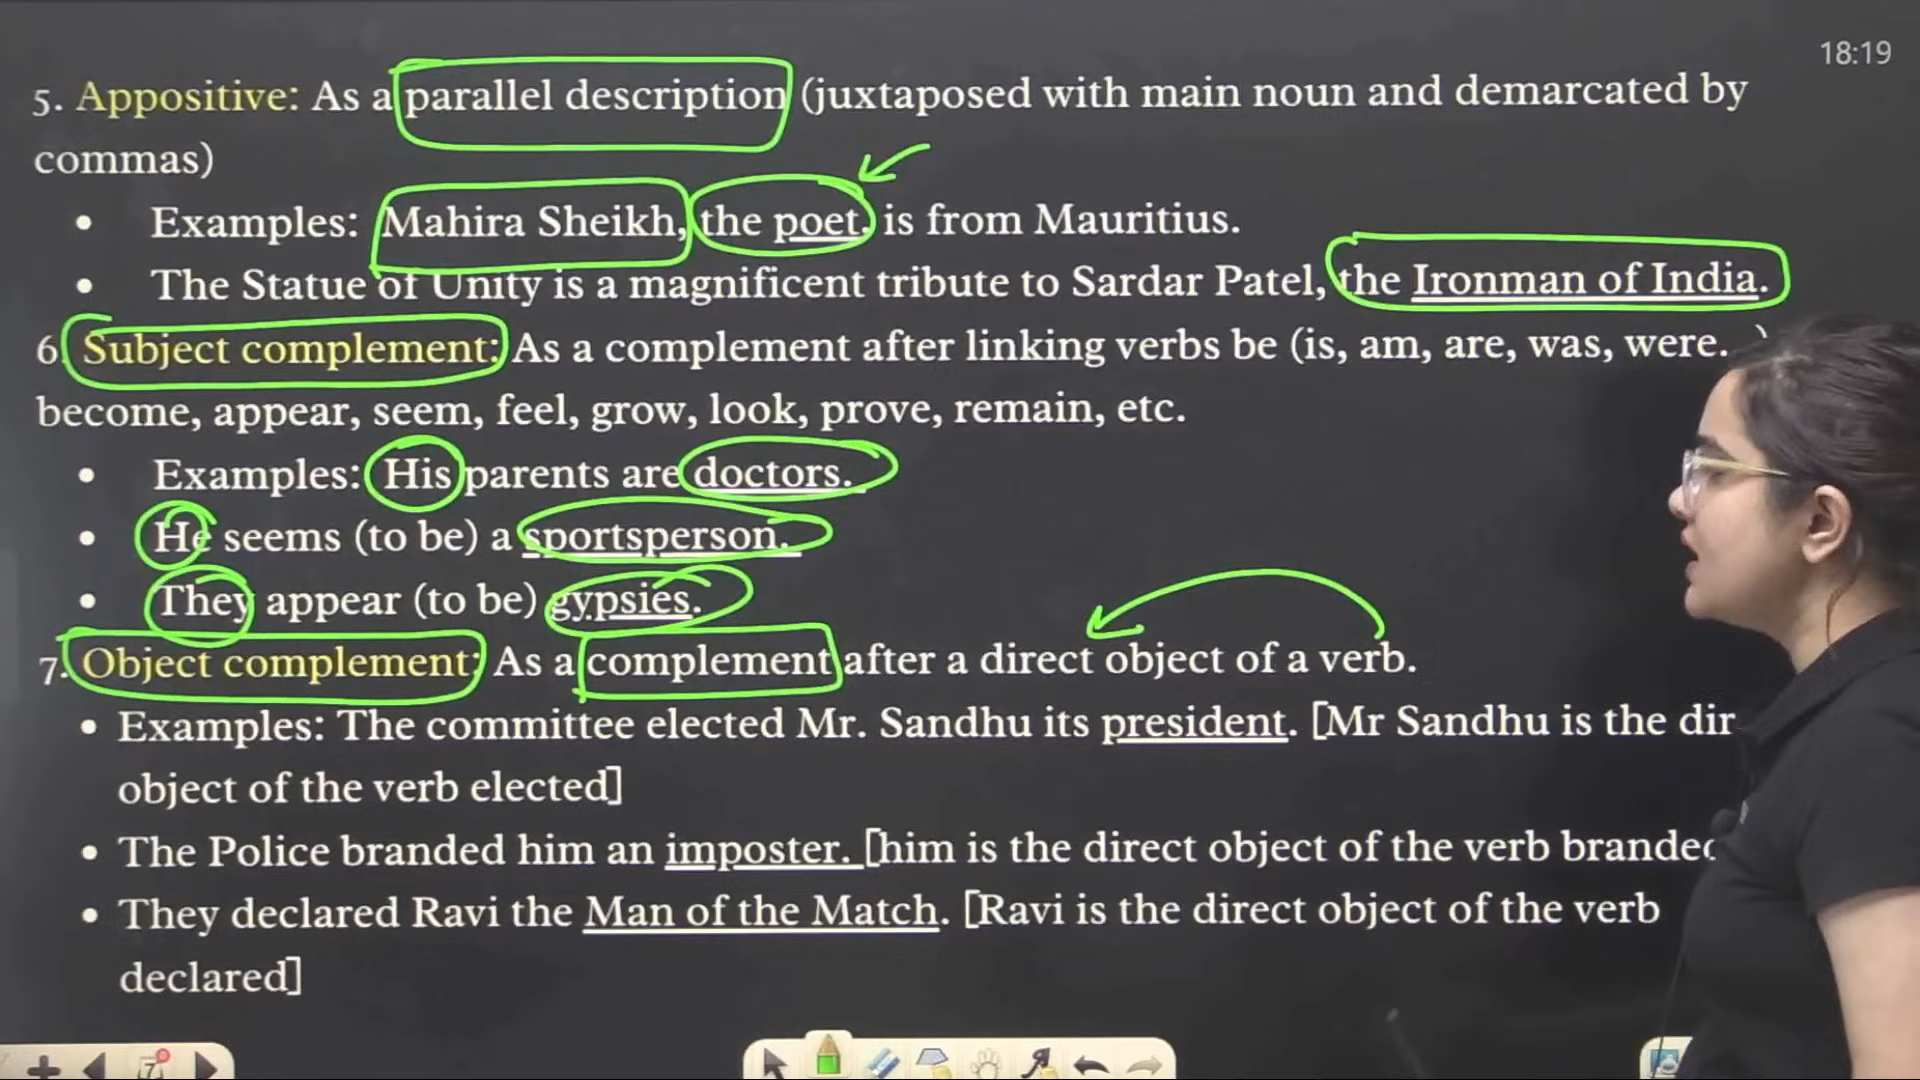 18:19
5. Appositive: As a parallel description (juxtaposed with main noun and demarcated by
commas)
• Examples: Mahira Sheikh, the poet, is from Mauritius.
• The Statue of Unity is a magnificent tribute to Sardar Patel, the Ironman of India.
6. Subject complement: As a complement after linking verbs be (is, am, are, was, were. )
become, appear, seem, feel, grow, look, prove, remain, etc.
• Examples: His parents are doctors.
• He seems (to be) a sportsperson.
• They appear (to be) gypsies.
7. Object complement: As a complement after a direct object of a verb.
• Examples: The committee elected Mr. Sandhu its president. [Mr Sandhu is the dir
object of the verb elected]
• The Police branded him an imposter. [him is the direct object of the verb branded
• They declared Ravi the Man of the Match. [Ravi is the direct object of the verb
declared]
7